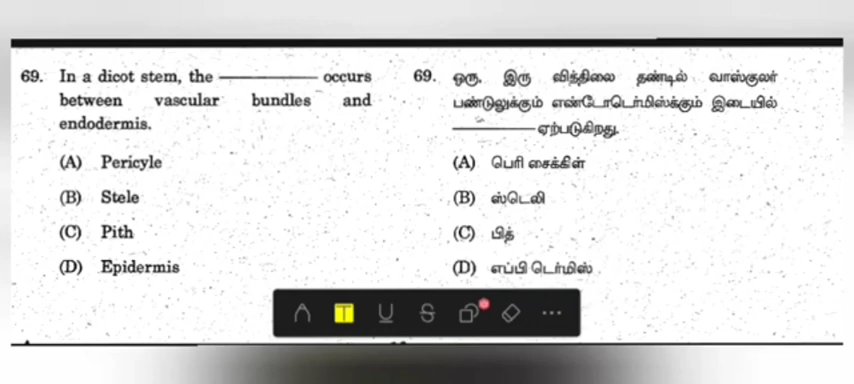 69. In a dicot stem, the ———— occurs
between vascular bundles and
endodermis.
(A) Pericyle
(B) Stele
(C) Pith
(D) Epidermis
69. ஒரு, இரு வித்திலை தண்டில் வாஸ்குலர்
பண்டுலுக்கும் எண்டோடெர்மிஸ்க்கும் இடையில்
———— ஏற்படுகிறது.
(A) பெரி சைக்கிள்
(B) ஸ்டெலி
(C) பித்
(D) எப்பி டெர்மிஸ்